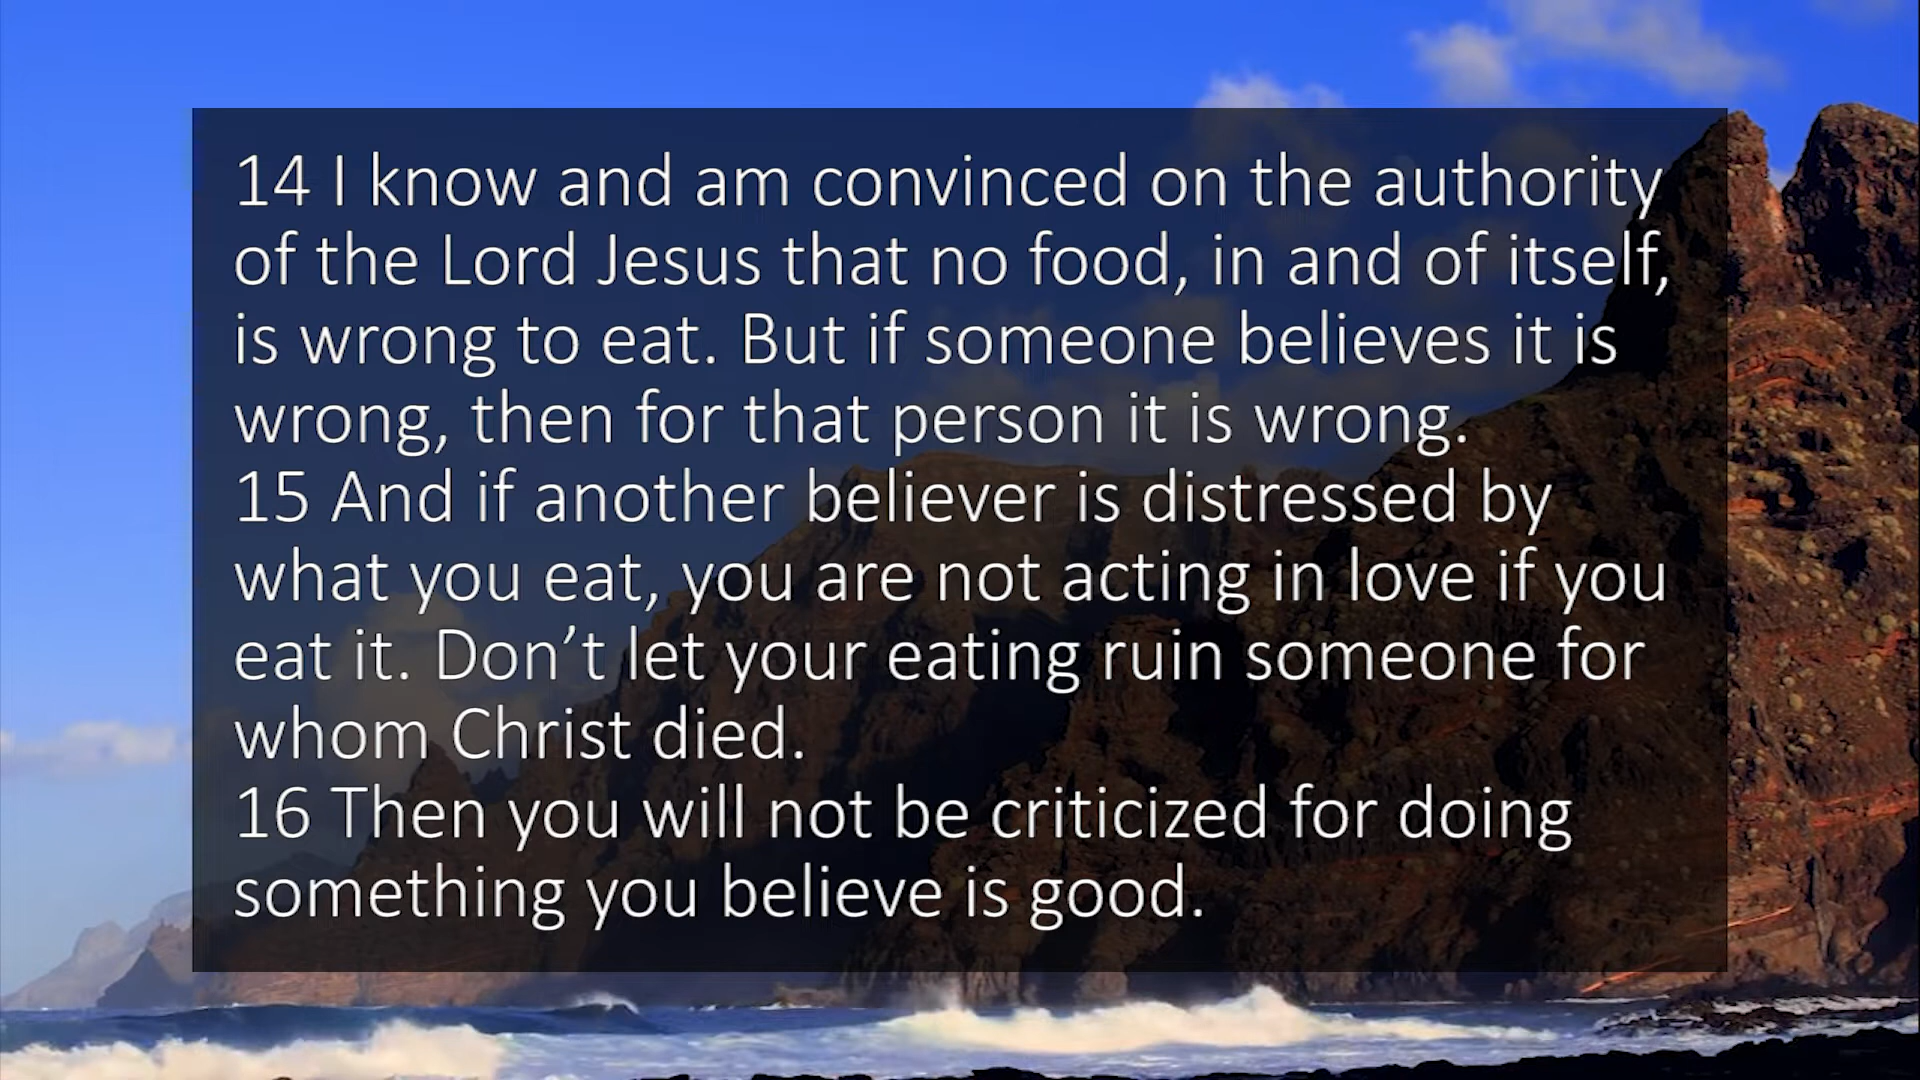 14 I know and am convinced on the authority
of the Lord Jesus that no food, in and of itself,
is wrong to eat. But if someone believes it is
wrong, then for that person it is wrong.
15 And if another believer is distressed by
what you eat, you are not acting in love if you
eat it. Don’t let your eating ruin someone for
whom Christ died.
16 Then you will not be criticized for doing
something you believe is good.